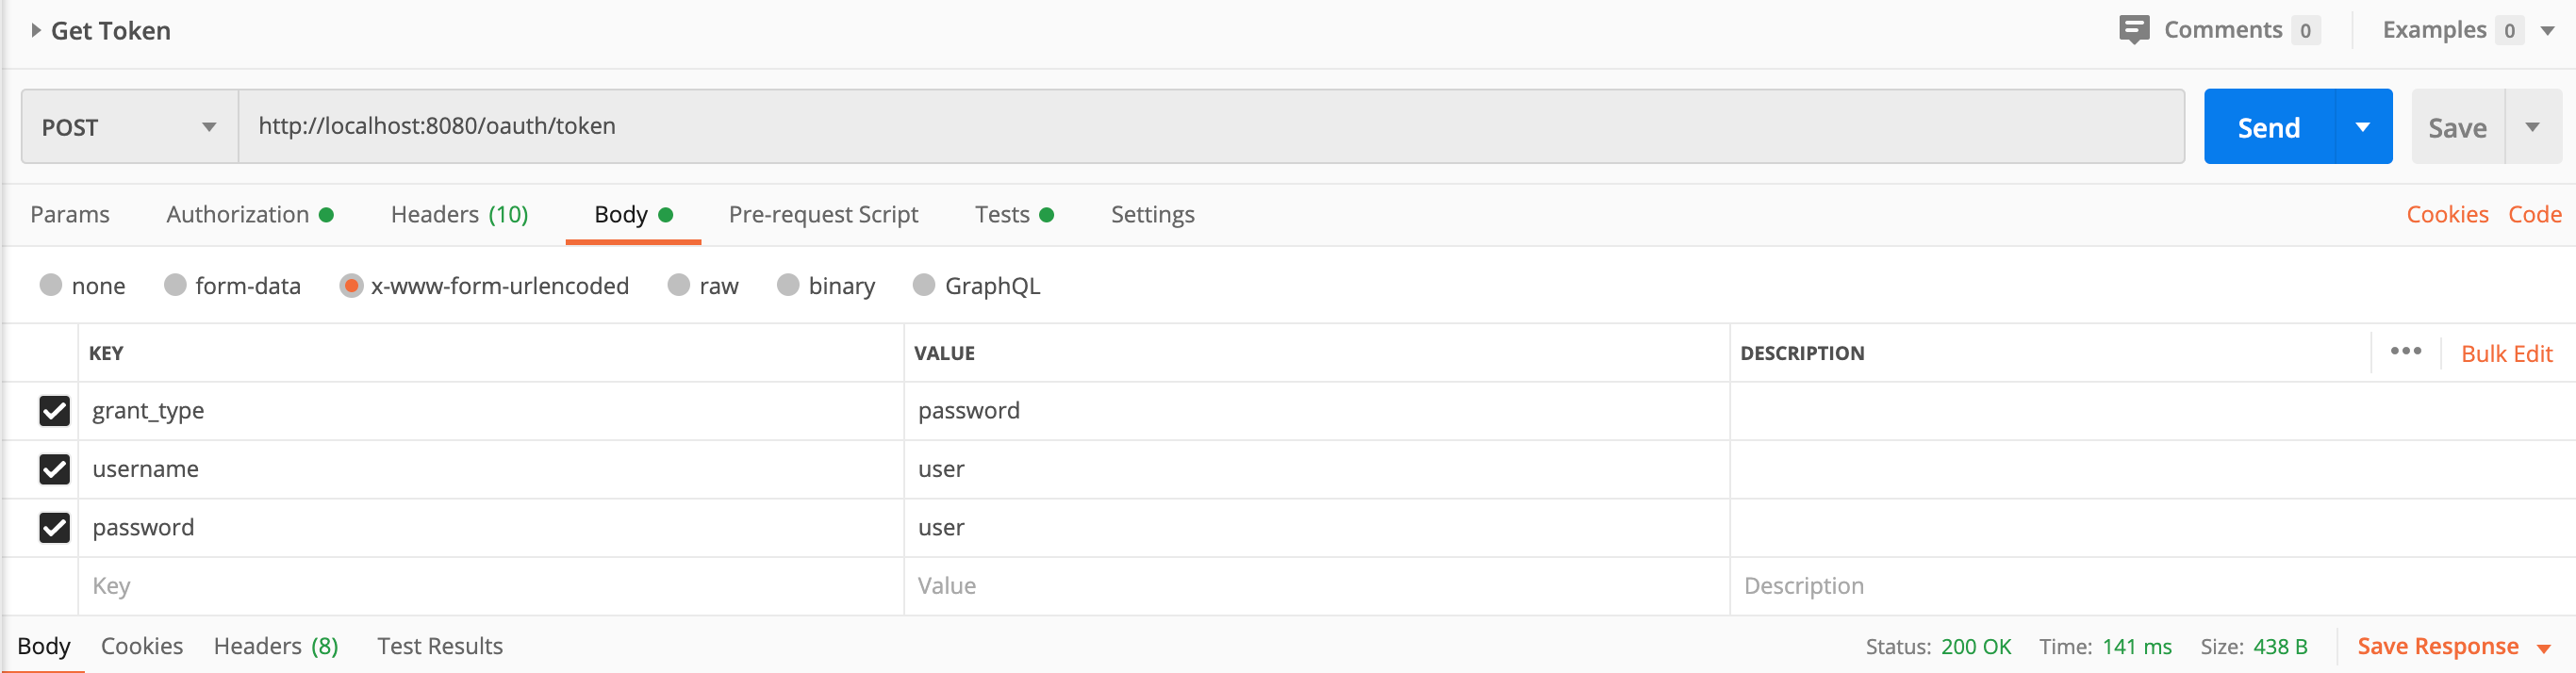 Get Token Comments 0 Examples 0
POST http://localhost:8080/oauth/token Send Save
Params Authorization Headers (10) Body Pre-request Script Tests Settings Cookies Code
none form-data x-www-form-urlencoded raw binary GraphQL
KEY VALUE DESCRIPTION ••• Bulk Edit
grant_type password
username user
password user
Key Value Description
Body Cookies Headers (8) Test Results Status: 200 OK Time: 141 ms Size: 438 B Save Response